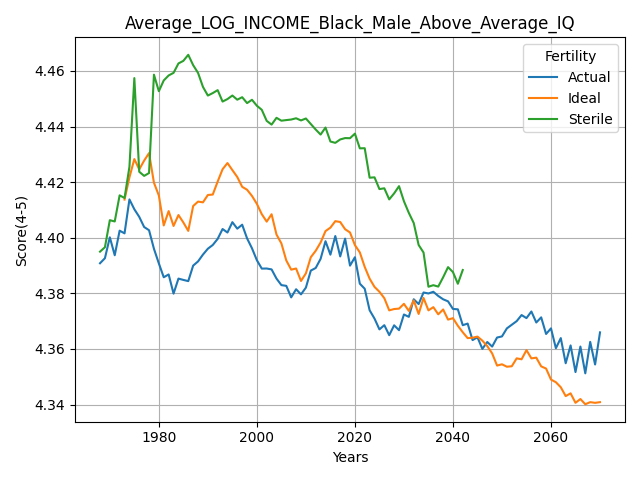 Average_LOG_INCOME_Black_Male_Above_Average_IQ
Fertility
Actual
Ideal
Sterile
Score(4-5)
4.46
4.44
4.42
4.40
4.38
4.36
4.34
1980
2000
2020
2040
2060
Years